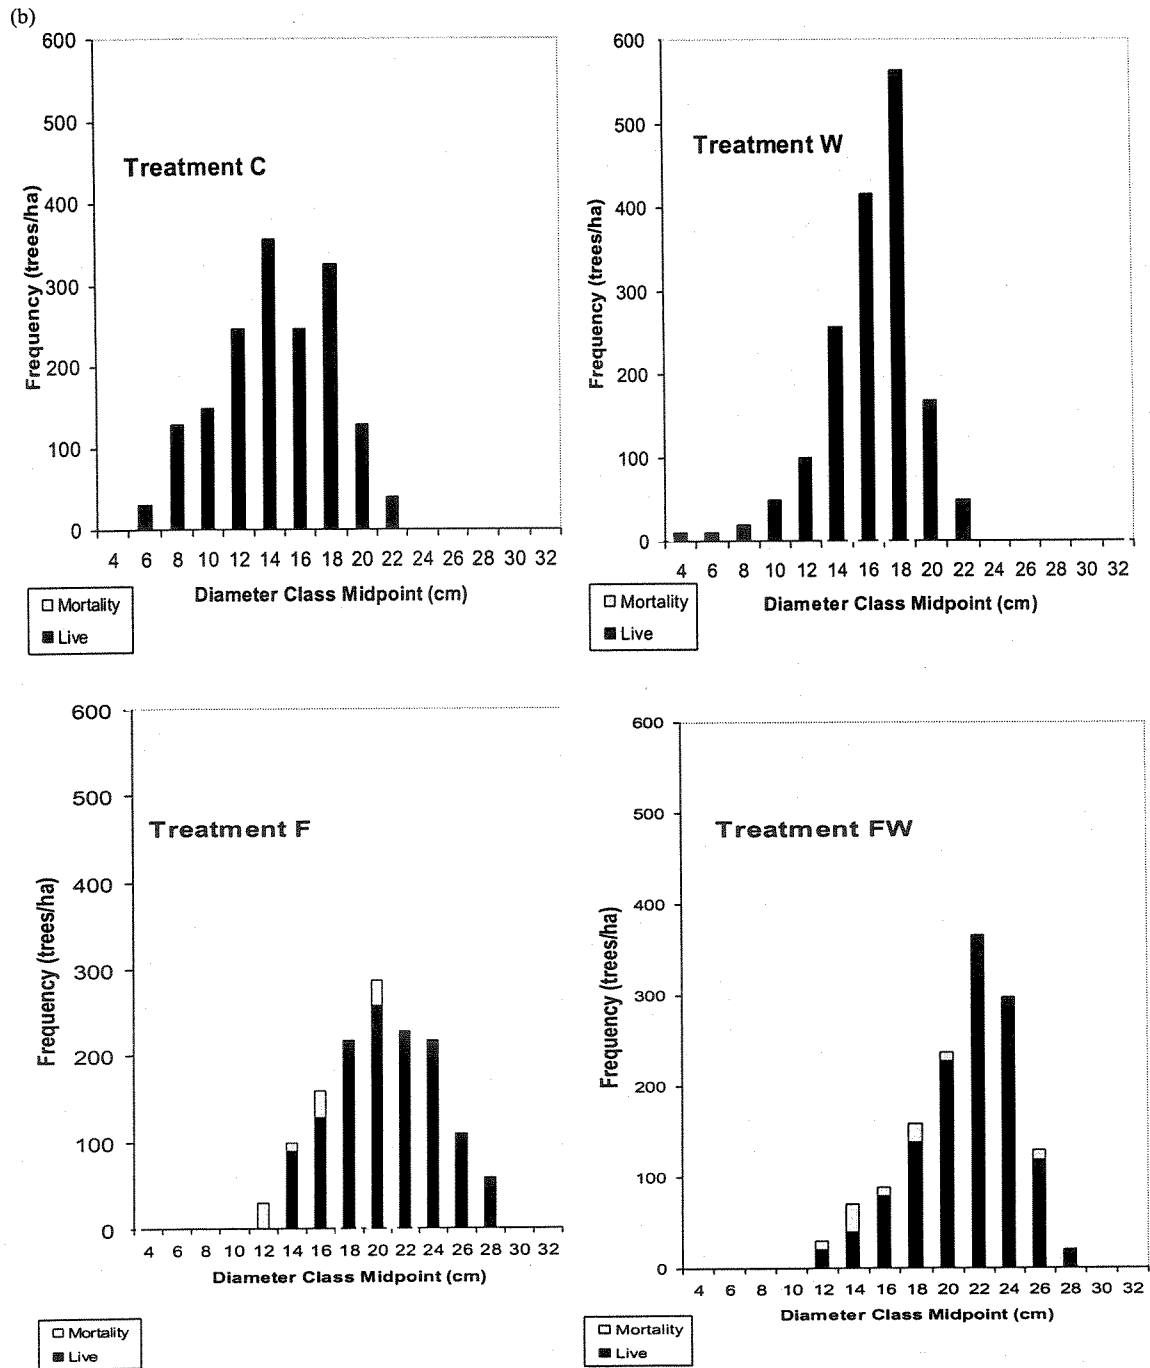 (b)
600
500
400
300
200
100
0
Frequency (trees/ha)
Treatment C
4 6 8 10 12 14 16 18 20 22 24 26 28 30 32
Diameter Class Midpoint (cm)
Mortality
Live
600
500
400
300
200
100
0
Frequency (trees/ha)
Treatment W
4 6 8 10 12 14 16 18 20 22 24 26 28 30 32
Diameter Class Midpoint (cm)
Mortality
Live
600
500
400
300
200
100
0
Frequency (trees/ha)
Treatment F
4 6 8 10 12 14 16 18 20 22 24 26 28 30 32
Diameter Class Midpoint (cm)
Mortality
Live
600
500
400
300
200
100
0
Frequency (trees/ha)
Treatment FW
4 6 8 10 12 14 16 18 20 22 24 26 28 30 32
Diameter Class Midpoint (cm)
Mortality
Live